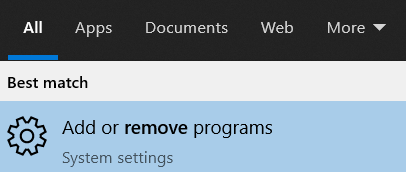 All Apps Documents Web More
Best match
Add or remove programs
System settings